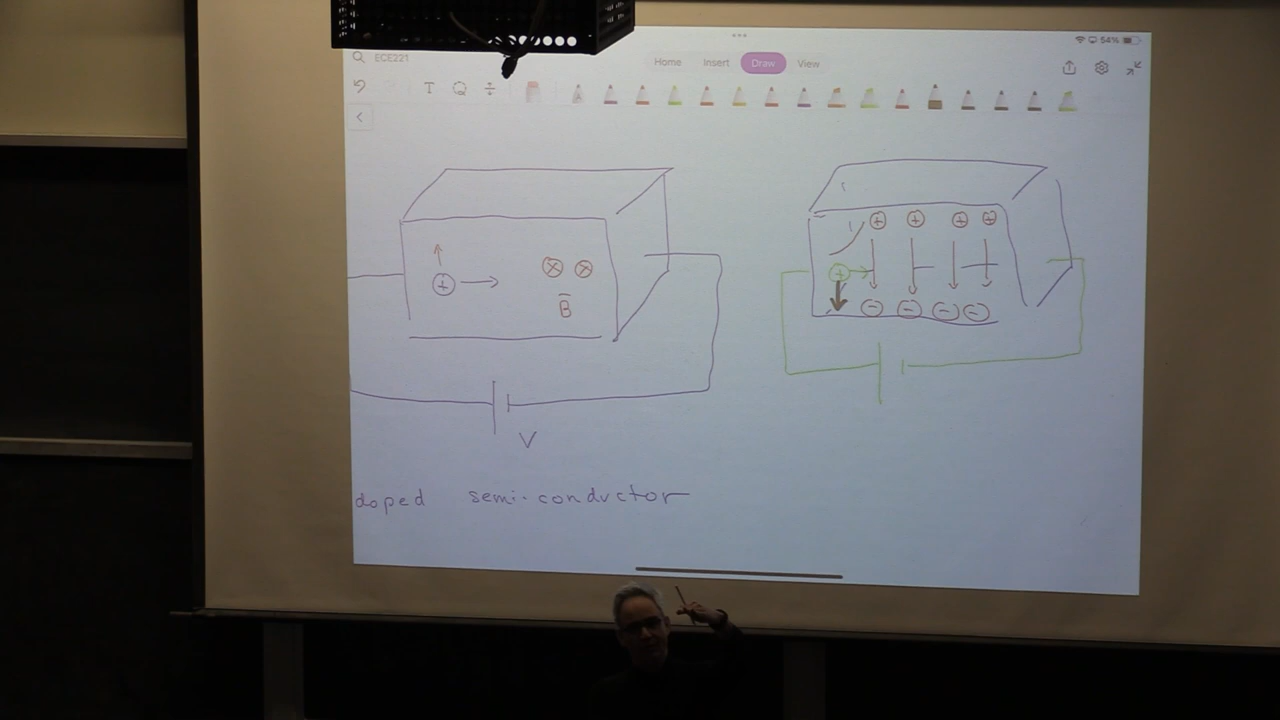 54%
ECE221
Home Insert Draw View
T
B
V
doped semi-conductor